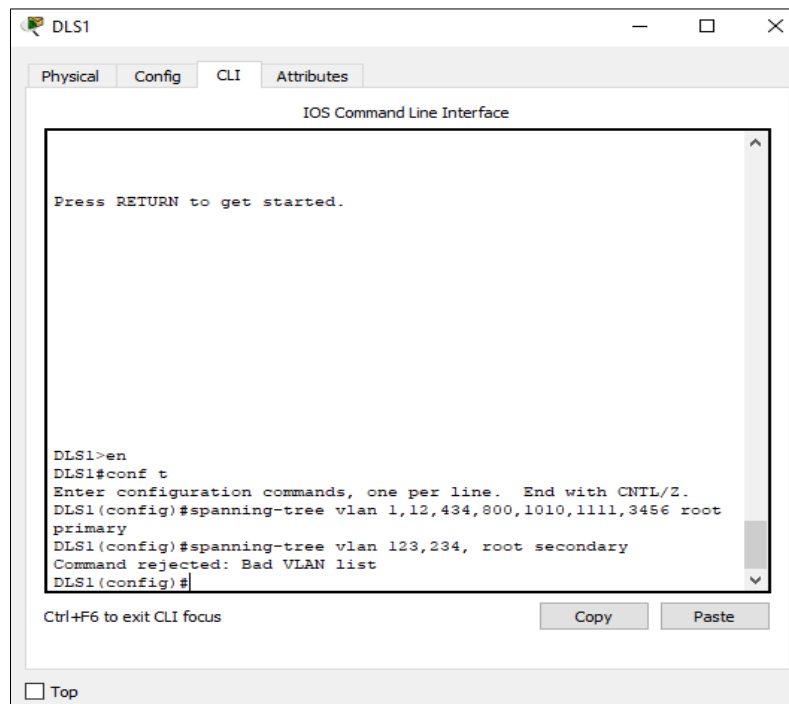 DLS1
Physical Config CLI Attributes
IOS Command Line Interface
Press RETURN to get started.
DLS1>en
DLS1#conf t
Enter configuration commands, one per line.  End with CNTL/Z.
DLS1(config)#spanning-tree vlan 1,12,434,800,1010,1111,3456 root
primary
DLS1(config)#spanning-tree vlan 123,234, root secondary
Command rejected: Bad VLAN list
DLS1(config)#
Ctrl+F6 to exit CLI focus Copy Paste
Top